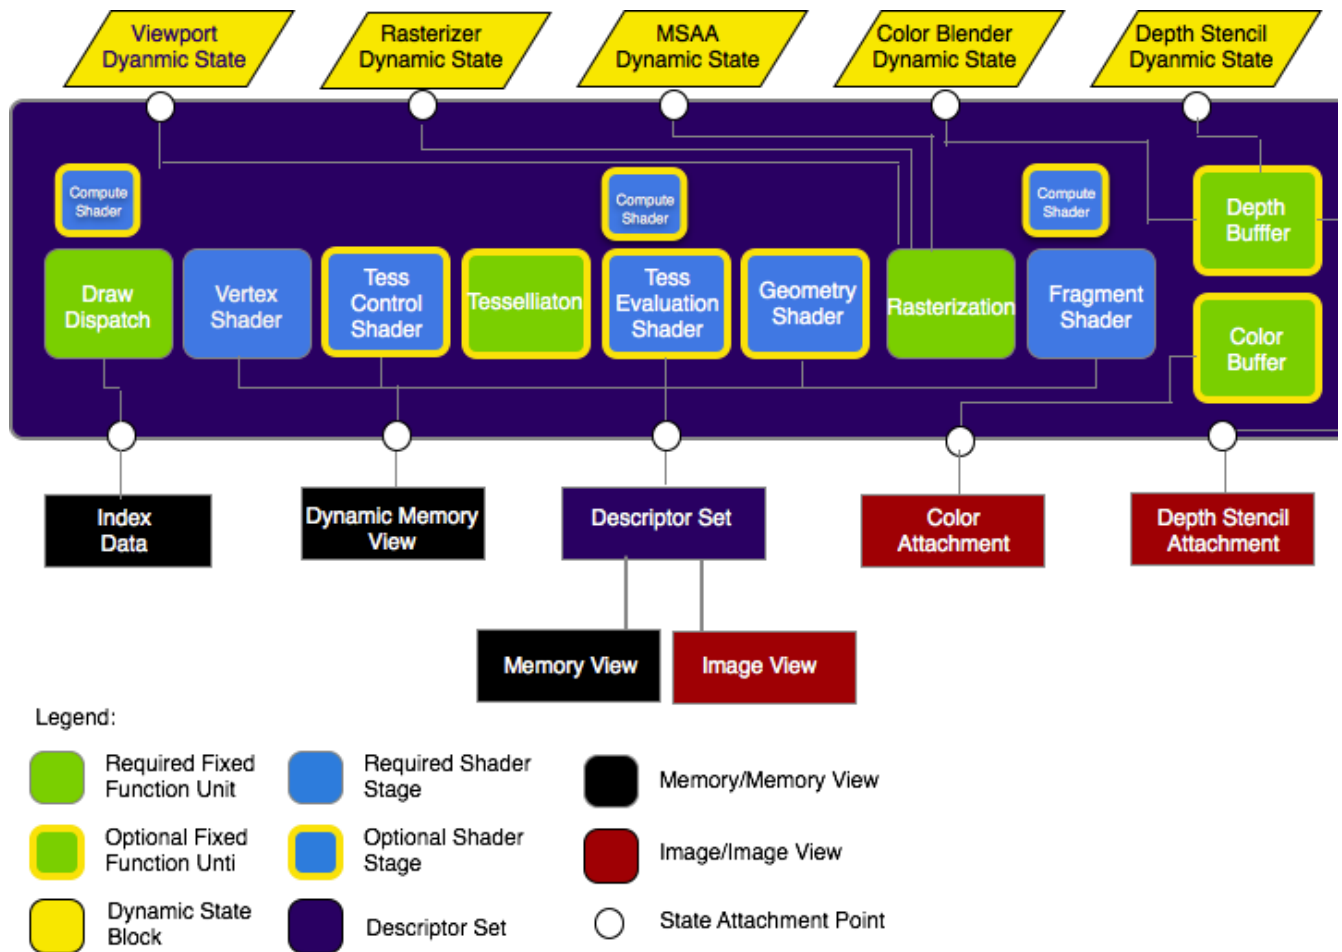 Viewport
Dyanmic State
Rasterizer
Dynamic State
MSAA
Dynamic State
Color Blender
Dynamic State
Depth Stencil
Dyanmic State
Compute
Shader
Compute
Shader
Compute
Shader
Depth
Bufffer
Draw
Dispatch
Vertex
Shader
Tess
Control
Shader
Tesselliaton
Tess
Evaluation
Shader
Geometry
Shader
Rasterization
Fragment
Shader
Color
Buffer
Index
Data
Dynamic Memory
View
Descriptor Set
Color
Attachment
Depth Stencil
Attachment
Memory View
Image View
Legend:
Required Fixed
Function Unit
Required Shader
Stage
Memory/Memory View
Optional Fixed
Function Unti
Optional Shader
Stage
Image/Image View
Dynamic State
Block
Descriptor Set
State Attachment Point